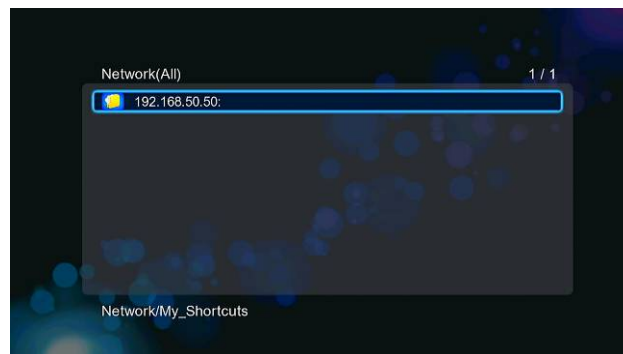 Network(All)
1 / 1
192.168.50.50:
Network/My_Shortcuts